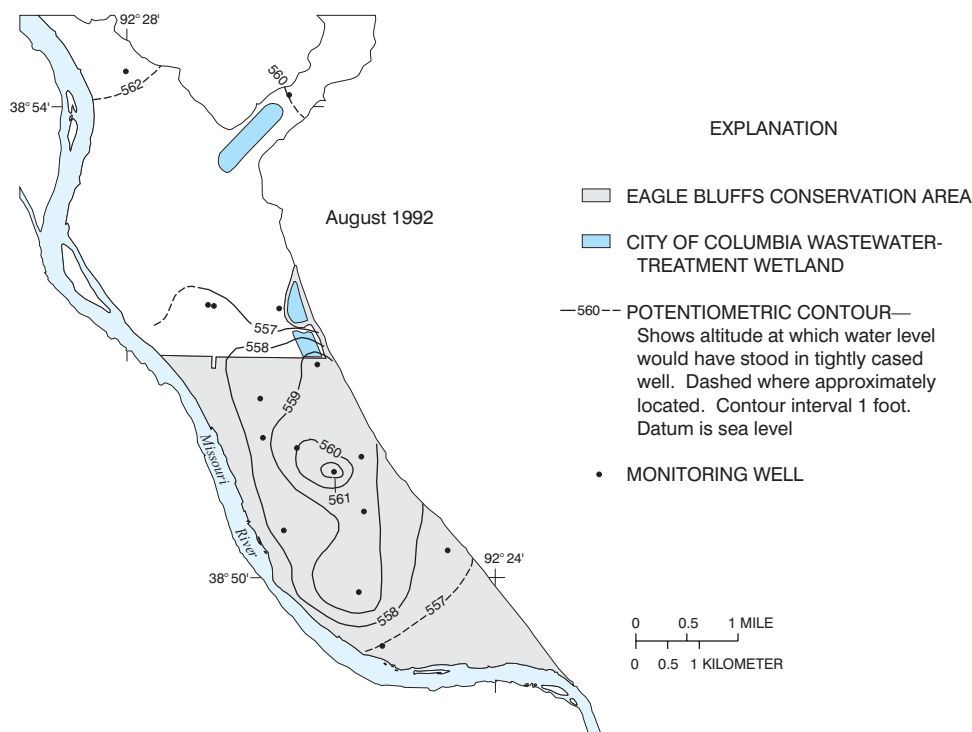 92° 28'
562
560
38° 54'
EXPLANATION
EAGLE BLUFFS CONSERVATION AREA
August 1992
CITY OF COLUMBIA WASTEWATER-
TREATMENT WETLAND
560
POTENTIOMETRIC CONTOUR—
Shows altitude at which water level
would have stood in tightly cased
well. Dashed where approximately
located. Contour interval 1 foot.
Datum is sea level
557
558
559
560
561
MONITORING WELL
Missouri
River
92° 24'
38° 50'
558
557
0 0.5 1 MILE
0 0.5 1 KILOMETER